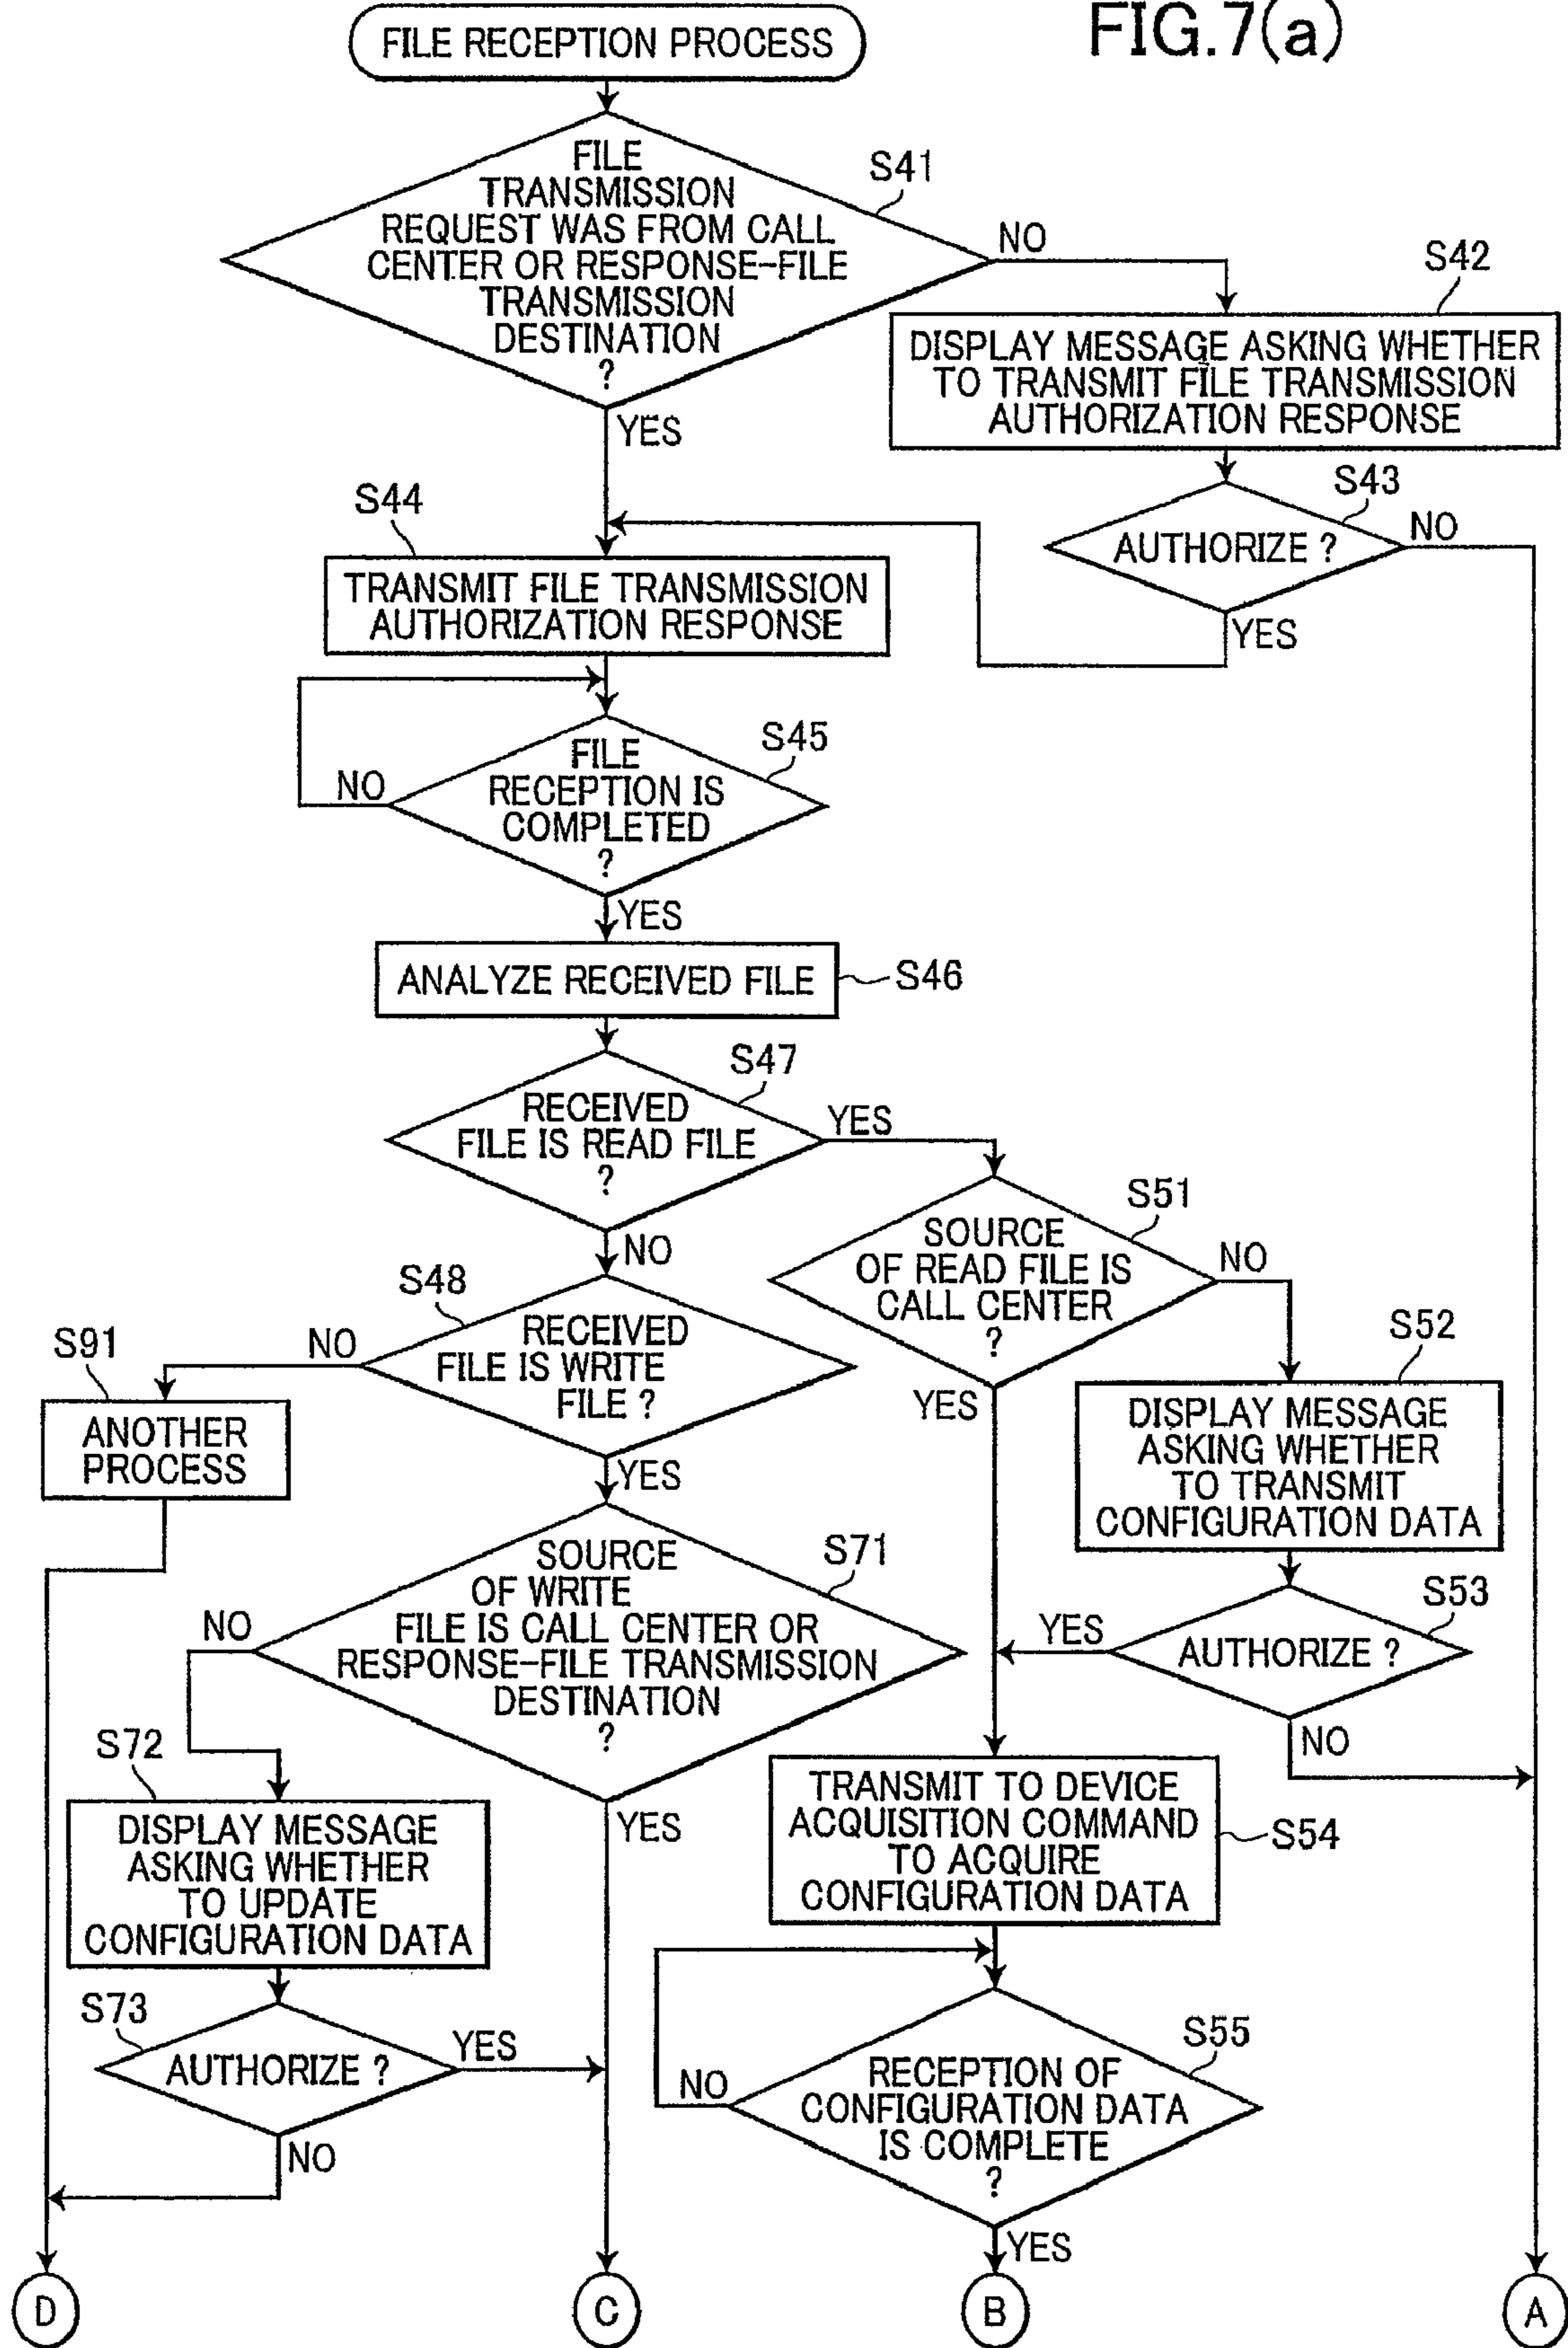 FIG.7(a)
FILE RECEPTION PROCESS
FILE
TRANSMISSION
REQUEST WAS FROM CALL
CENTER OR RESPONSE-FILE
TRANSMISSION
DESTINATION
?
S41
NO
YES
S42
DISPLAY MESSAGE ASKING WHETHER
TO TRANSMIT FILE TRANSMISSION
AUTHORIZATION RESPONSE
S43
AUTHORIZE ?
NO
YES
S44
TRANSMIT FILE TRANSMISSION
AUTHORIZATION RESPONSE
S45
FILE
RECEPTION IS
COMPLETED
?
NO
YES
ANALYZE RECEIVED FILE
S46
S47
RECEIVED
FILE IS READ FILE
?
YES
NO
S51
SOURCE
OF READ FILE IS
CALL CENTER
?
NO
YES
S48
RECEIVED
FILE IS WRITE
FILE ?
NO
YES
S91
ANOTHER
PROCESS
S52
DISPLAY MESSAGE
ASKING WHETHER
TO TRANSMIT
CONFIGURATION DATA
S53
AUTHORIZE ?
YES
NO
S71
SOURCE
OF WRITE
FILE IS CALL CENTER OR
RESPONSE-FILE TRANSMISSION
DESTINATION
?
NO
YES
S72
DISPLAY MESSAGE
ASKING WHETHER
TO UPDATE
CONFIGURATION DATA
TRANSMIT TO DEVICE
ACQUISITION COMMAND
TO ACQUIRE
CONFIGURATION DATA
S54
S73
AUTHORIZE ?
YES
NO
S55
RECEPTION OF
CONFIGURATION DATA
IS COMPLETE
?
NO
YES
D
C
B
A